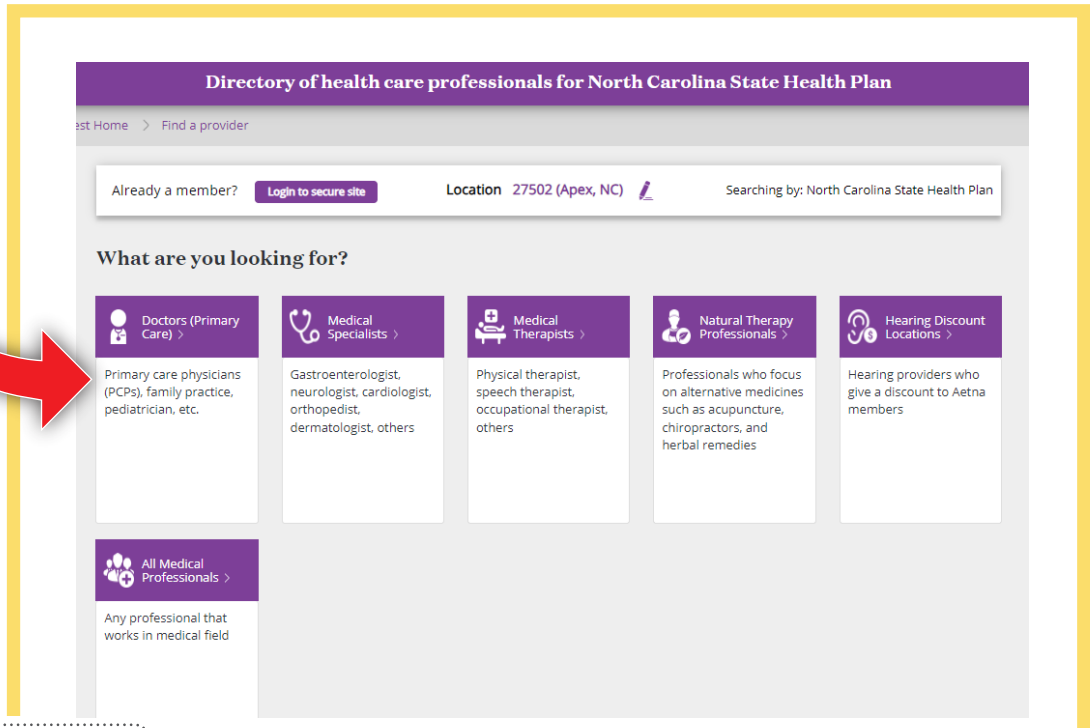 Directory of health care professionals for North Carolina State Health Plan
est Home > Find a provider
Already a member? Login to secure site Location 27502 (Apex, NC) Searching by: North Carolina State Health Plan
What are you looking for?
Doctors (Primary
Care) >
Primary care physicians
(PCPs), family practice,
pediatrician, etc.
Medical
Specialists >
Gastroenterologist,
neurologist, cardiologist,
orthopedist,
dermatologist, others
Medical
Therapists >
Physical therapist,
speech therapist,
occupational therapist,
others
Natural Therapy
Professionals >
Professionals who focus
on alternative medicines
such as acupuncture,
chiropractors, and
herbal remedies
Hearing Discount
Locations >
Hearing providers who
give a discount to Aetna
members
All Medical
Professionals >
Any professional that
works in medical field